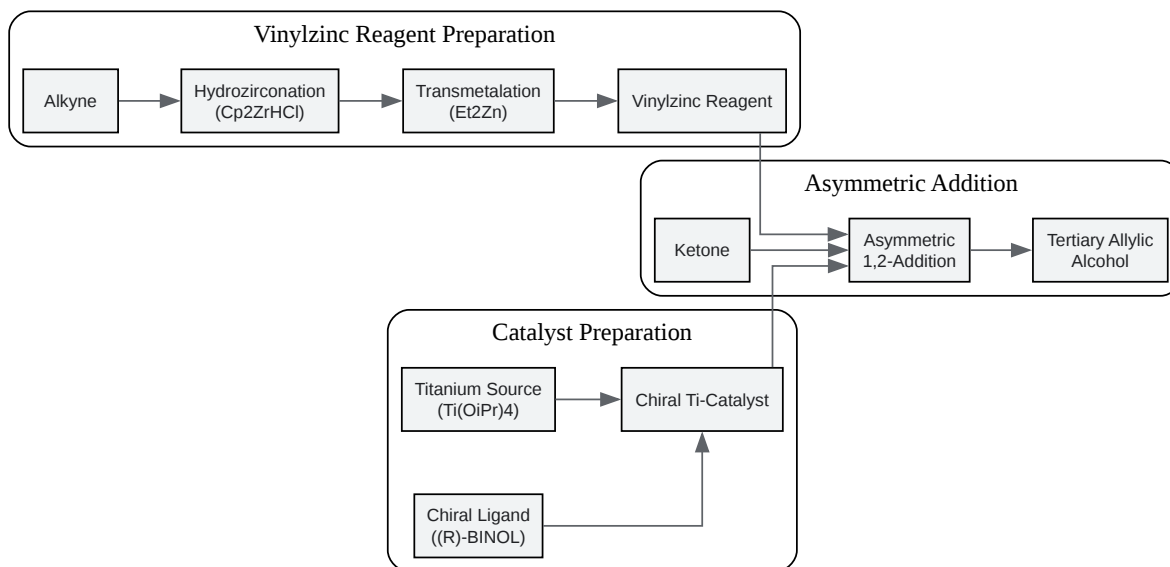 Vinylzinc Reagent Preparation
Alkyne
Hydrozirconation
(Cp2ZrHCl)
Transmetalation
(Et2Zn)
Vinylzinc Reagent
Asymmetric Addition
Ketone
Asymmetric
1,2-Addition
Tertiary Allylic
Alcohol
Catalyst Preparation
Titanium Source
(Ti(OiPr)4)
Chiral Ti-Catalyst
Chiral Ligand
((R)-BINOL)